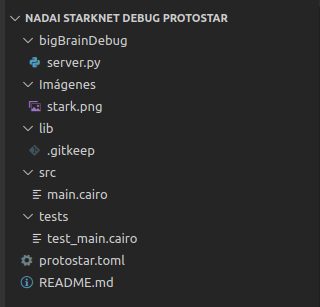 NADAI STARKNET DEBUG PROTOSTAR
bigBrainDebug
server.py
Imágenes
stark.png
lib
.gitkeep
src
main.cairo
tests
test_main.cairo
protostar.toml
README.md